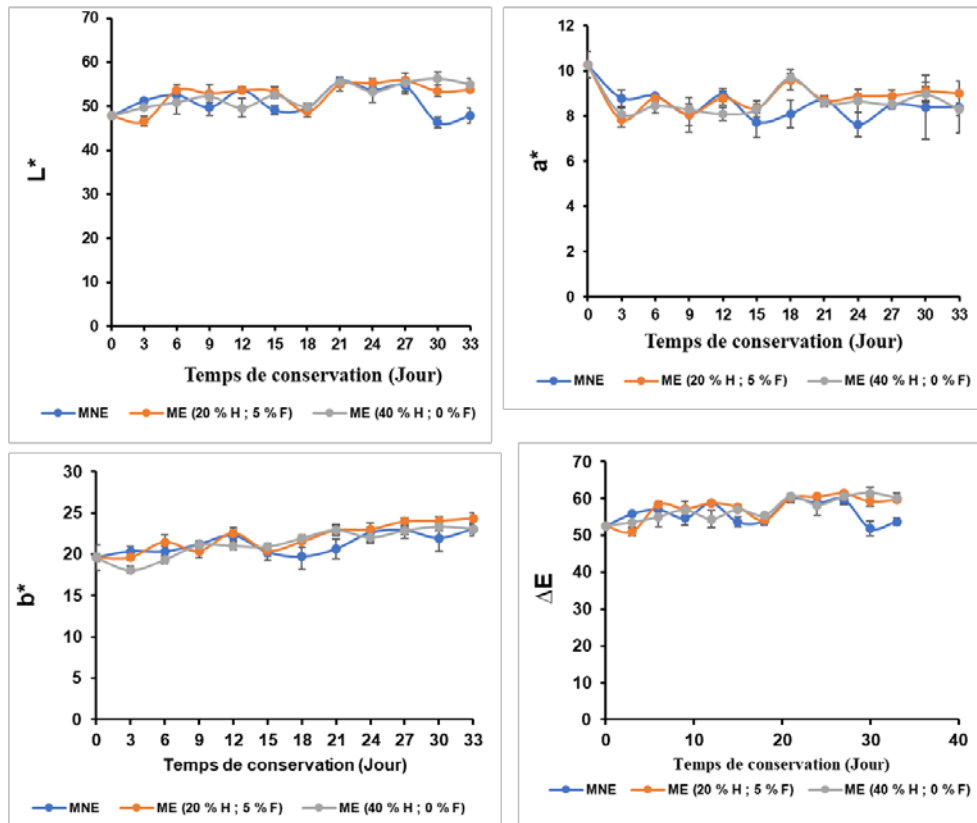 70
60
50
40
30
20
10
0
L*
0 3 6 9 12 15 18 21 24 27 30 33
Temps de conservation (Jour)
MNE ME (20 % H ; 5 % F) ME (40 % H ; 0 % F)
12
10
8
6
4
2
0
a*
0 3 6 9 12 15 18 21 24 27 30 33
Temps de conservation (Jour)
MNE ME (20 % H ; 5 % F) ME (40 % H ; 0 % F)
30
25
20
15
10
5
0
b*
0 3 6 9 12 15 18 21 24 27 30 33
Temps de conservation (Jour)
MNE ME (20 % H ; 5 % F) ME (40 % H ; 0 % F)
70
60
50
40
30
20
10
0
ΔE
0 10 20 30 40
Temps de conservation (Jour)
MNE ME (20 % H ; 5 % F) ME (40 % H ; 0 % F)